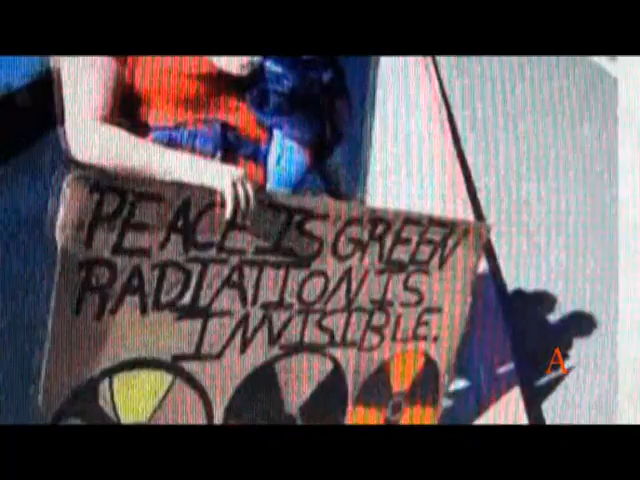 PEACE IS GREEN
RADIATION IS
INVISIBLE.
A